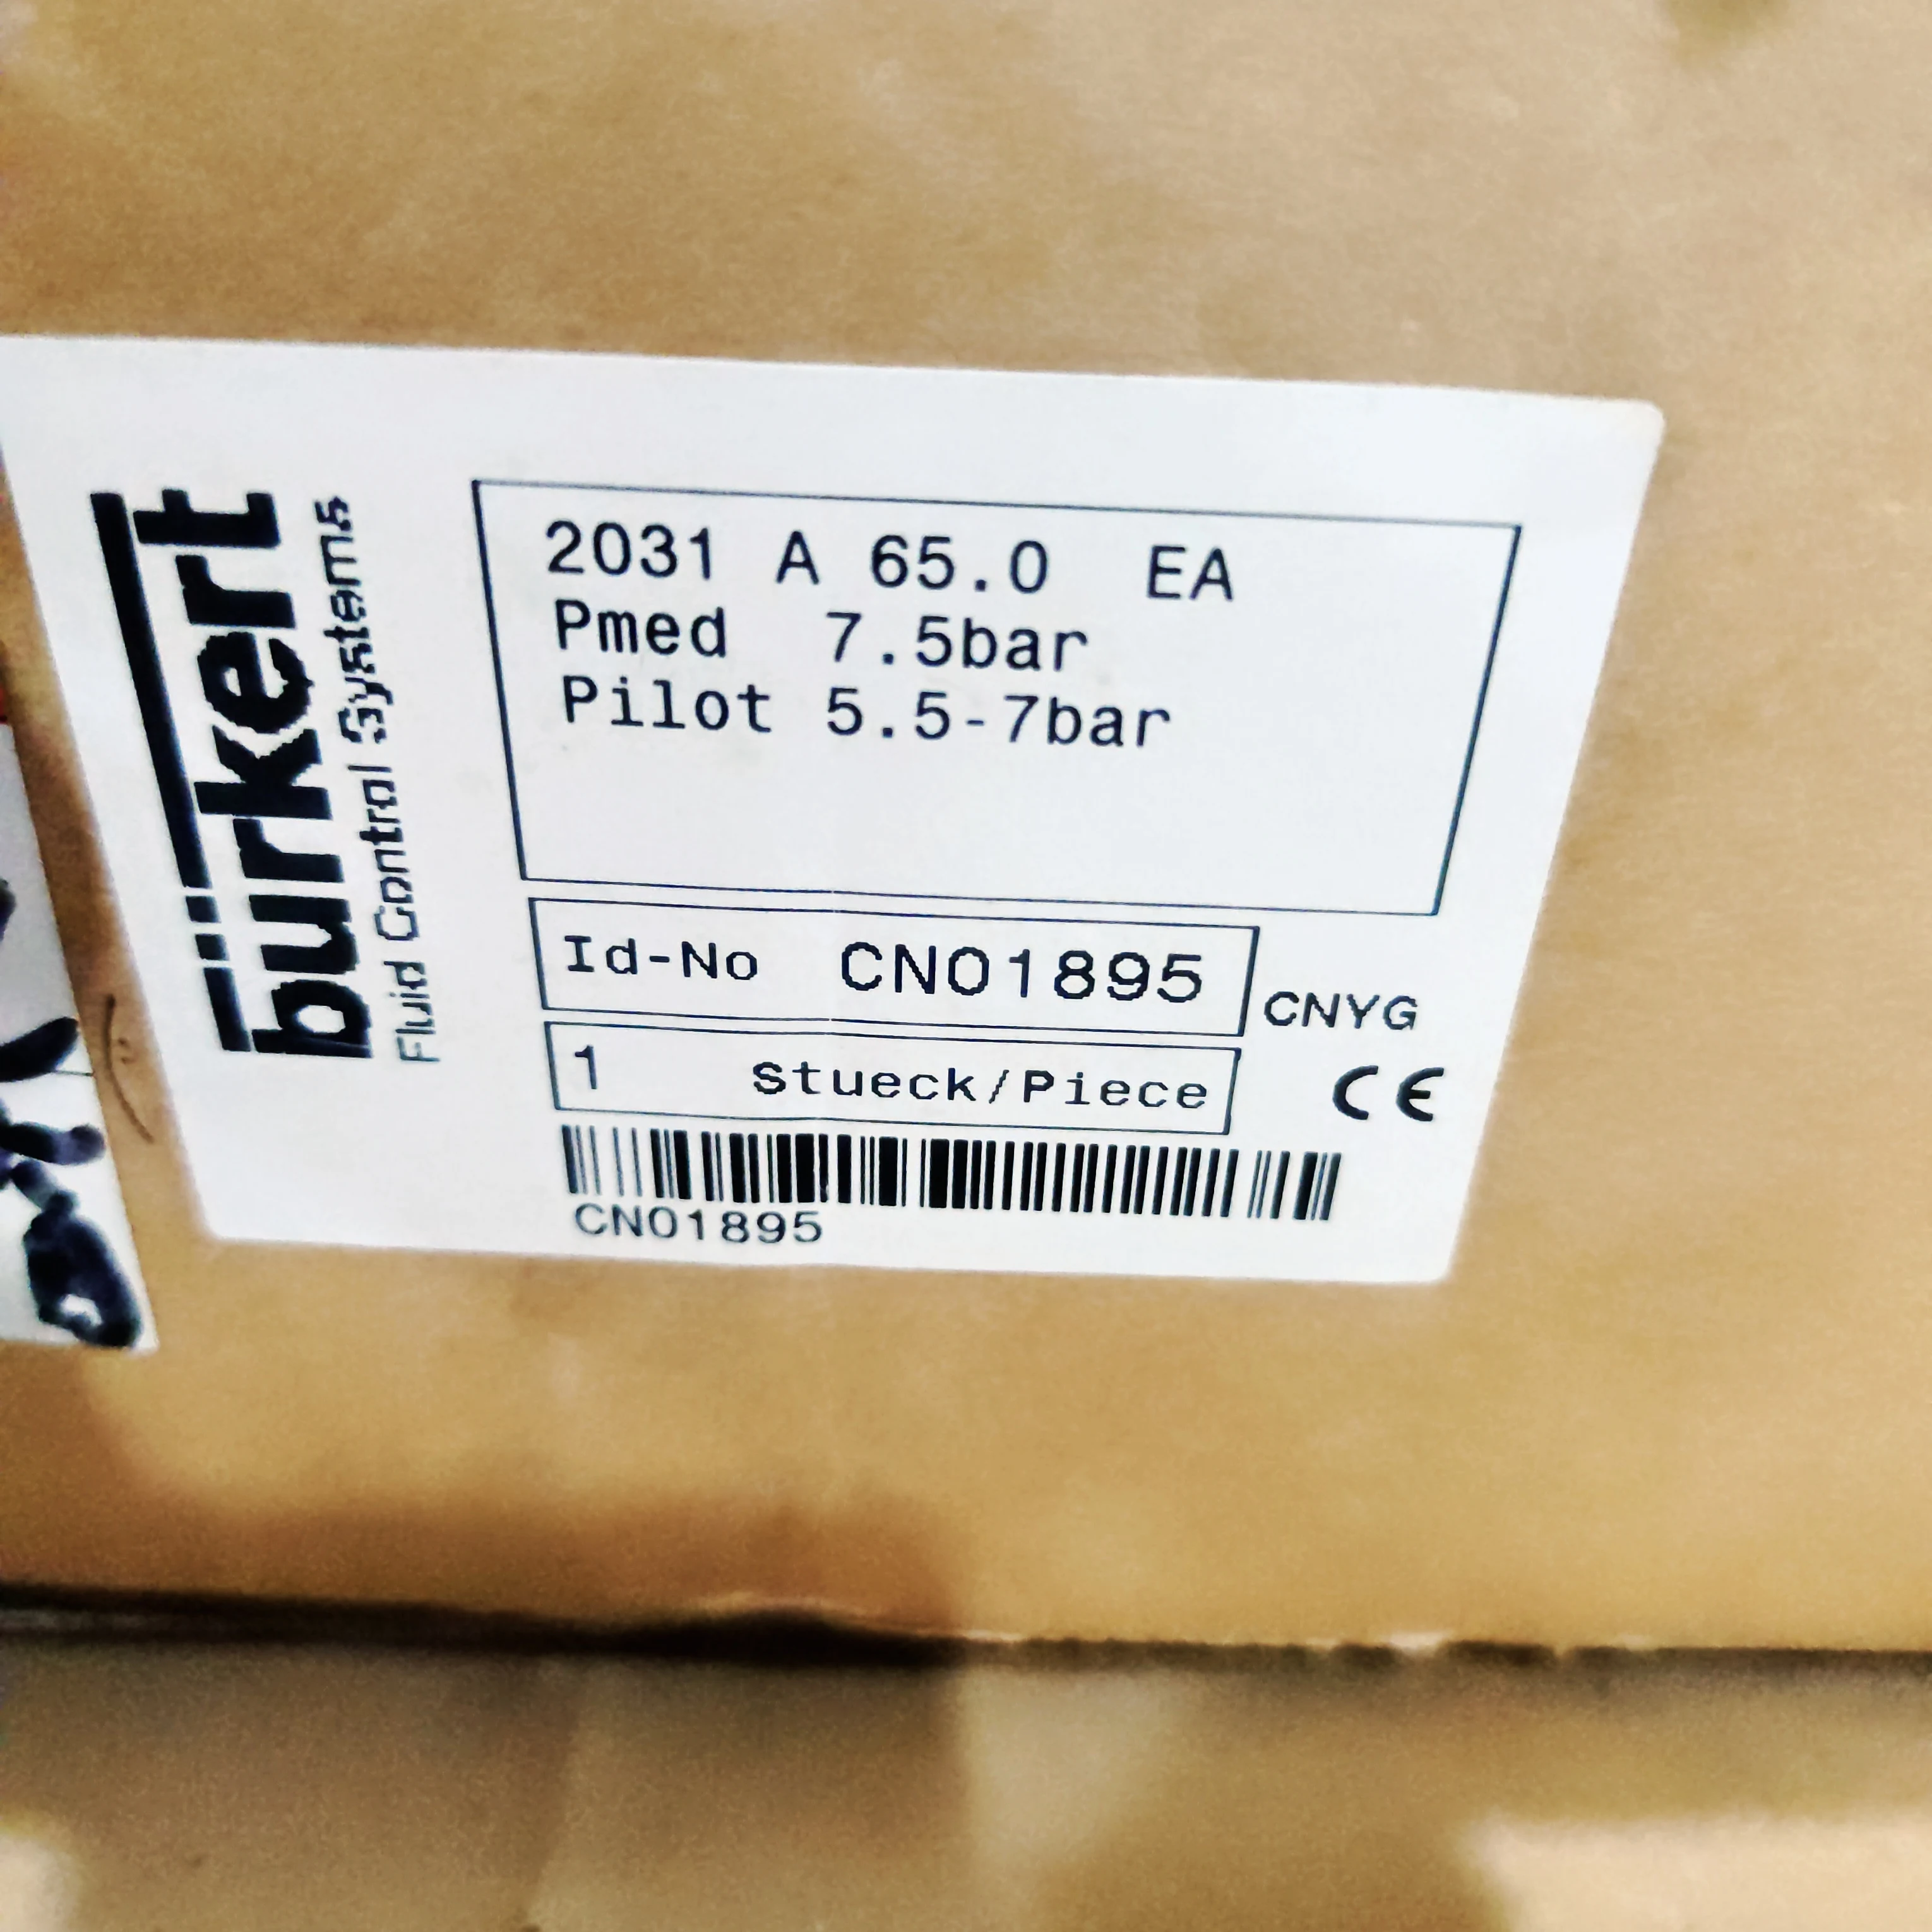 bürkert
Fluid Control Systems
2031 A 65.0 EA
Pmed 7.5bar
Pilot 5.5-7bar
Id-No CN01895
CNYG
1 Stueck/Piece
CE
CN01895